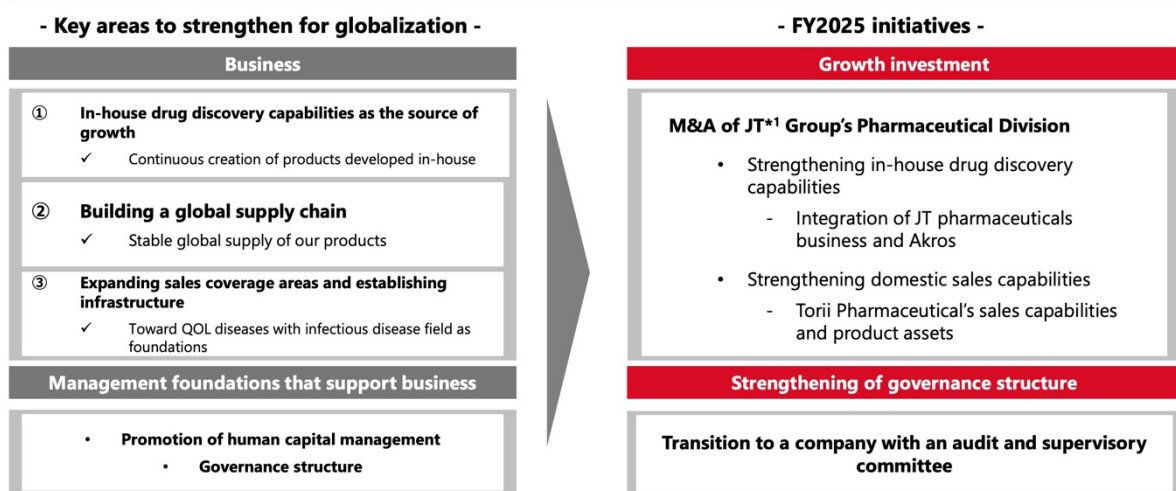 - Key areas to strengthen for globalization -
Business
① In-house drug discovery capabilities as the source of
growth
✓ Continuous creation of products developed in-house
② Building a global supply chain
✓ Stable global supply of our products
③ Expanding sales coverage areas and establishing
infrastructure
✓ Toward QOL diseases with infectious disease field as
foundations
Management foundations that support business
• Promotion of human capital management
• Governance structure
- FY2025 initiatives -
Growth investment
M&A of JT*1 Group's Pharmaceutical Division
• Strengthening in-house drug discovery
capabilities
- Integration of JT pharmaceuticals
business and Akros
• Strengthening domestic sales capabilities
- Torii Pharmaceutical's sales capabilities
and product assets
Strengthening of governance structure
Transition to a company with an audit and supervisory
committee